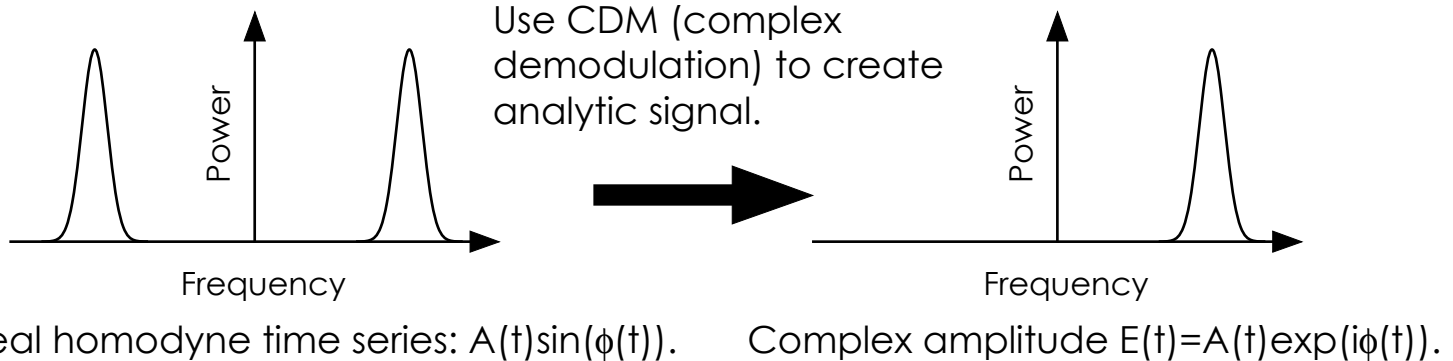 Use CDM (complex
demodulation) to create
analytic signal.
Power
Frequency
Power
Frequency
eal homodyne time series: A(t)sin(ϕ(t)).
Complex amplitude E(t)=A(t)exp(iϕ(t)).